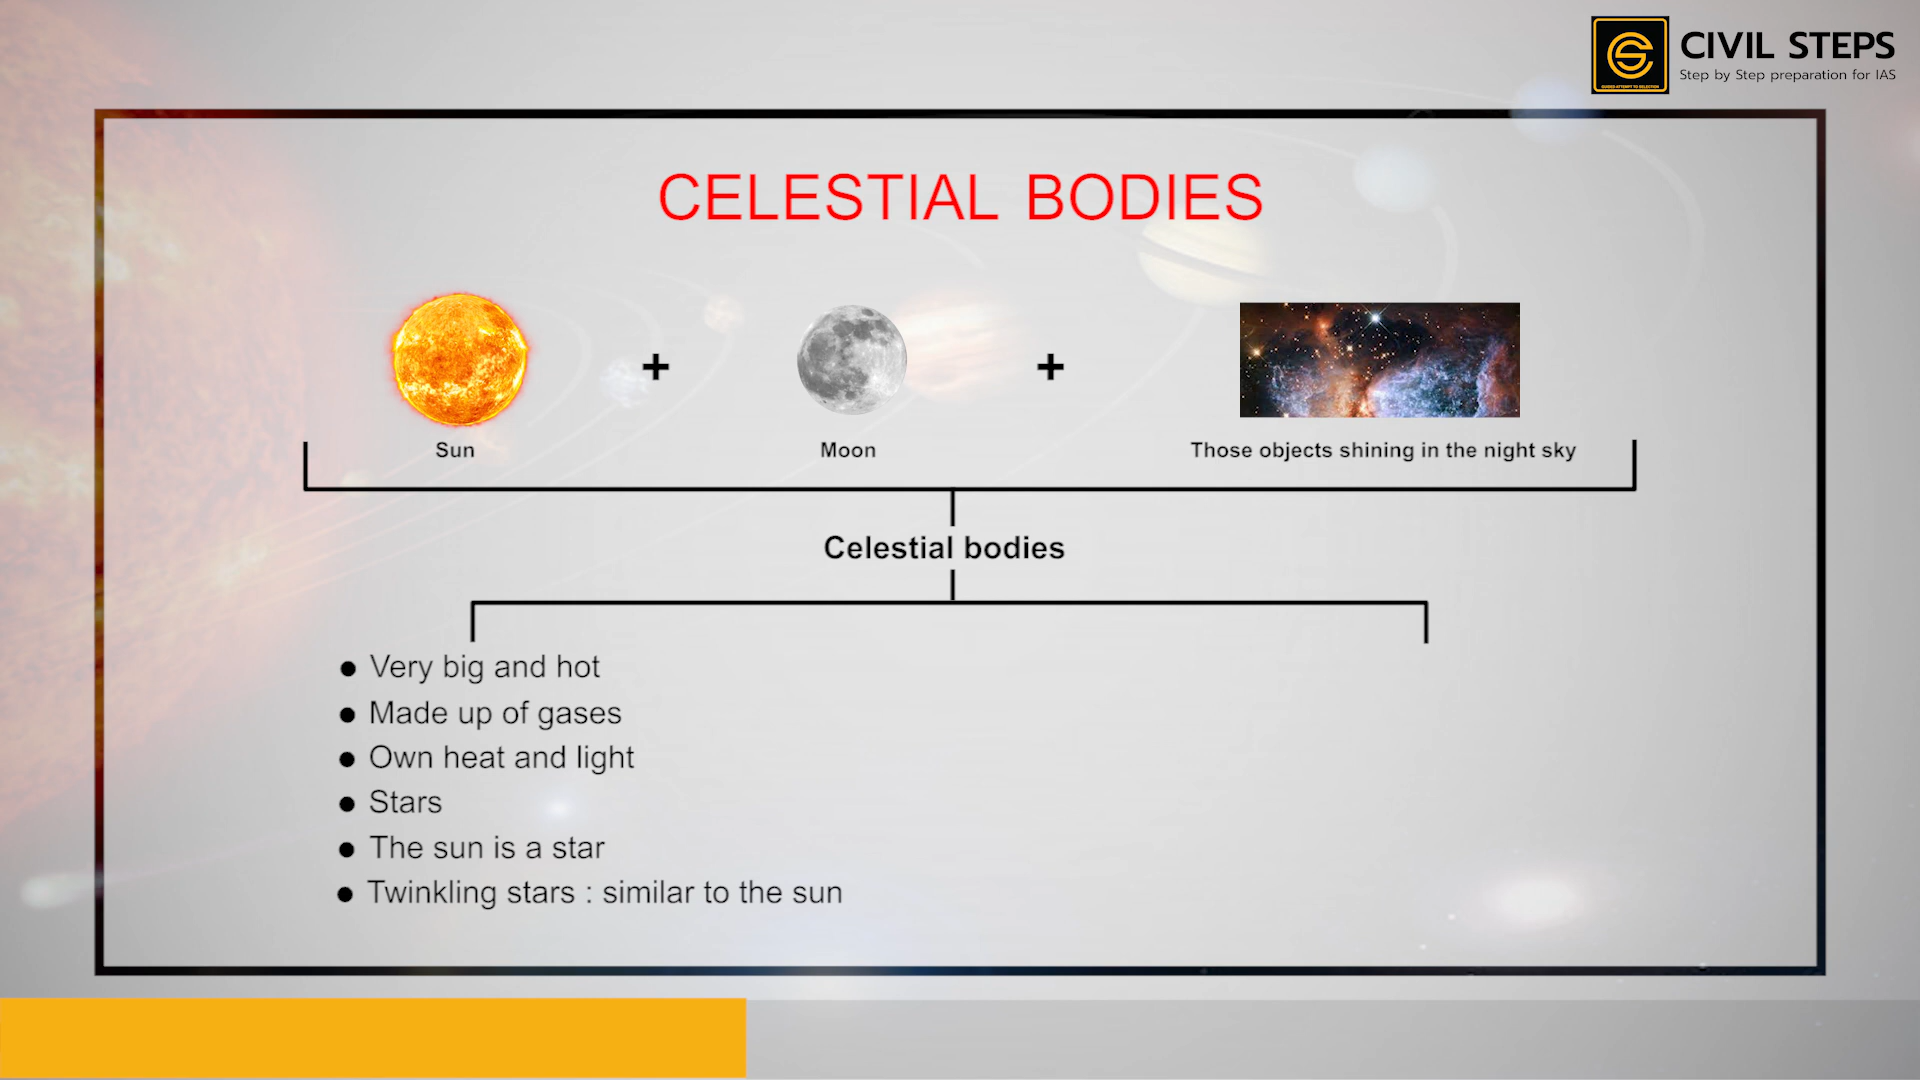 CIVIL STEPS
Step by Step preparation for IAS
CELESTIAL BODIES
+
+
Sun
Moon
Those objects shining in the night sky
Celestial bodies
● Very big and hot
● Made up of gases
● Own heat and light
● Stars
● The sun is a star
● Twinkling stars : similar to the sun